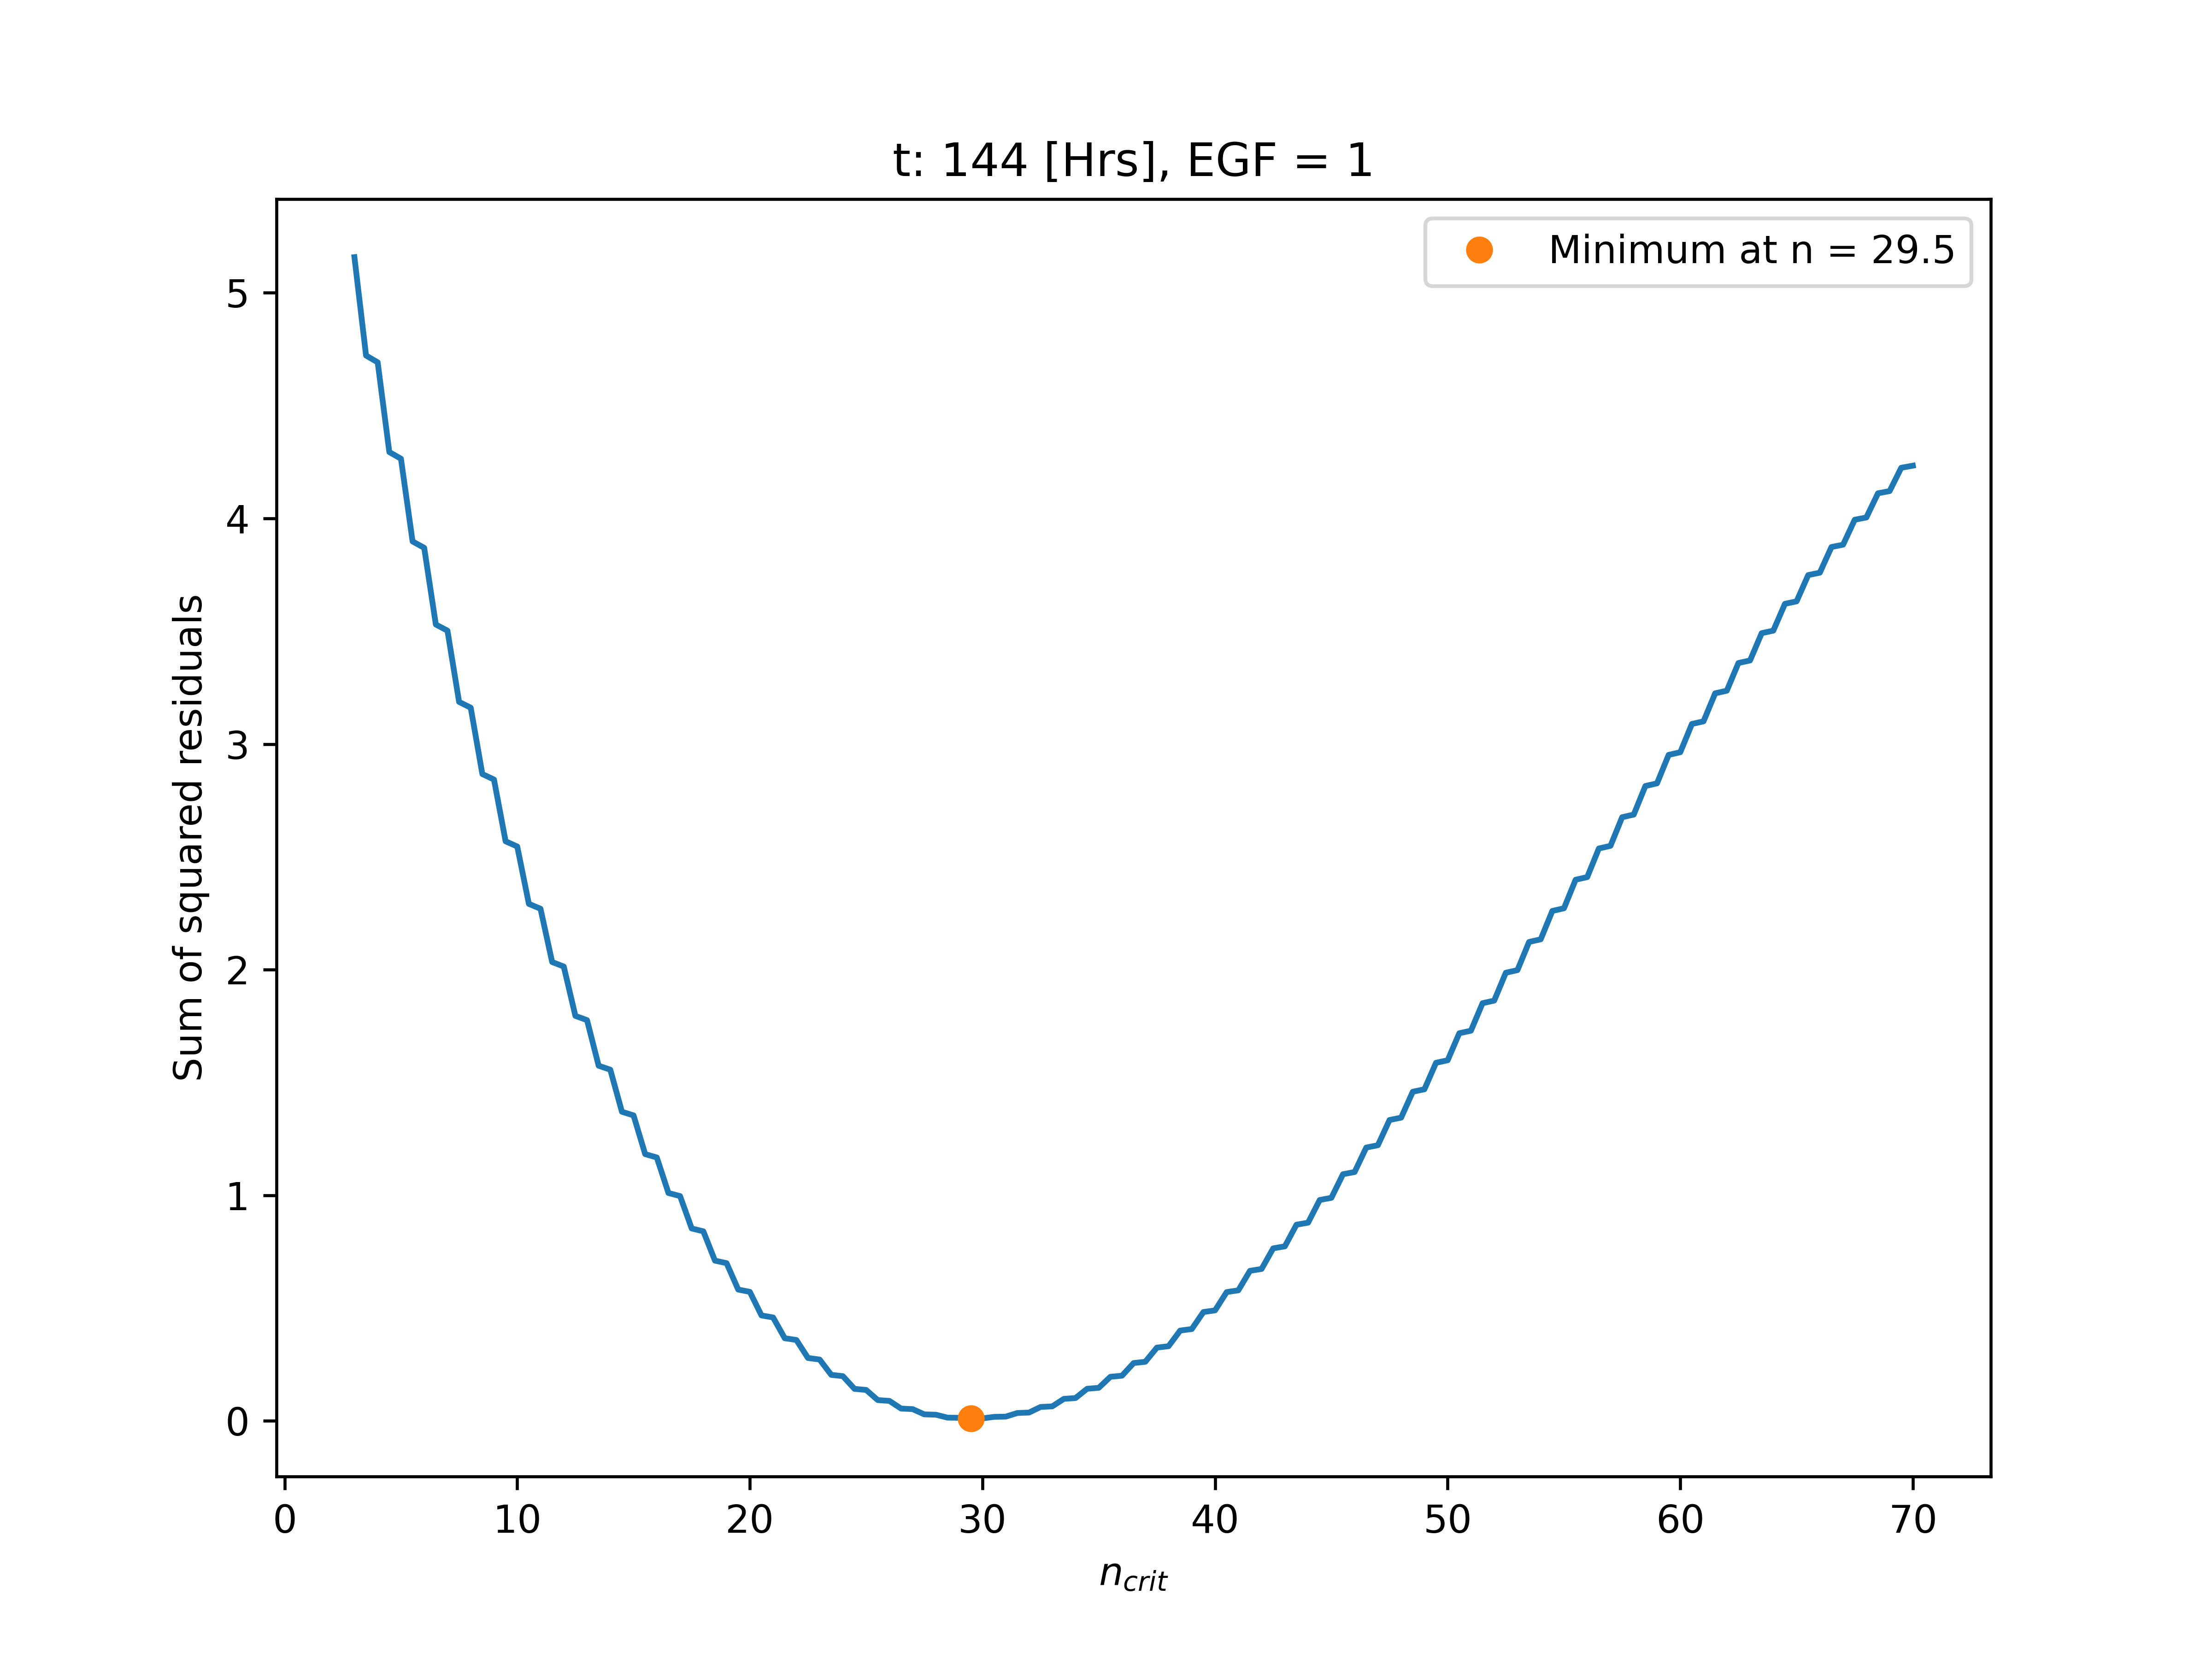 t: 144 [Hrs], EGF = 1
Minimum at n = 29.5
Sum of squared residuals
5
4
3
2
1
0
0 10 20 30 40 50 60 70
n_crit